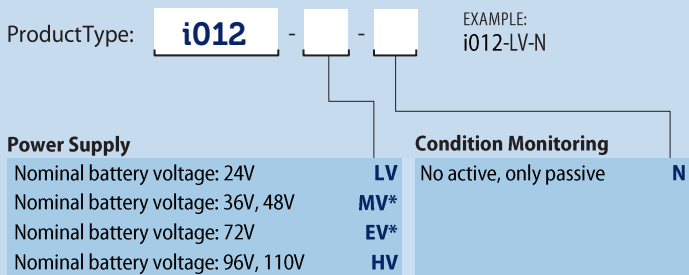 ProductType: i012 - -
EXAMPLE:
i012-LV-N
Power Supply
Nominal battery voltage: 24V LV
Nominal battery voltage: 36V, 48V MV*
Nominal battery voltage: 72V EV*
Nominal battery voltage: 96V, 110V HV
Condition Monitoring
No active, only passive N